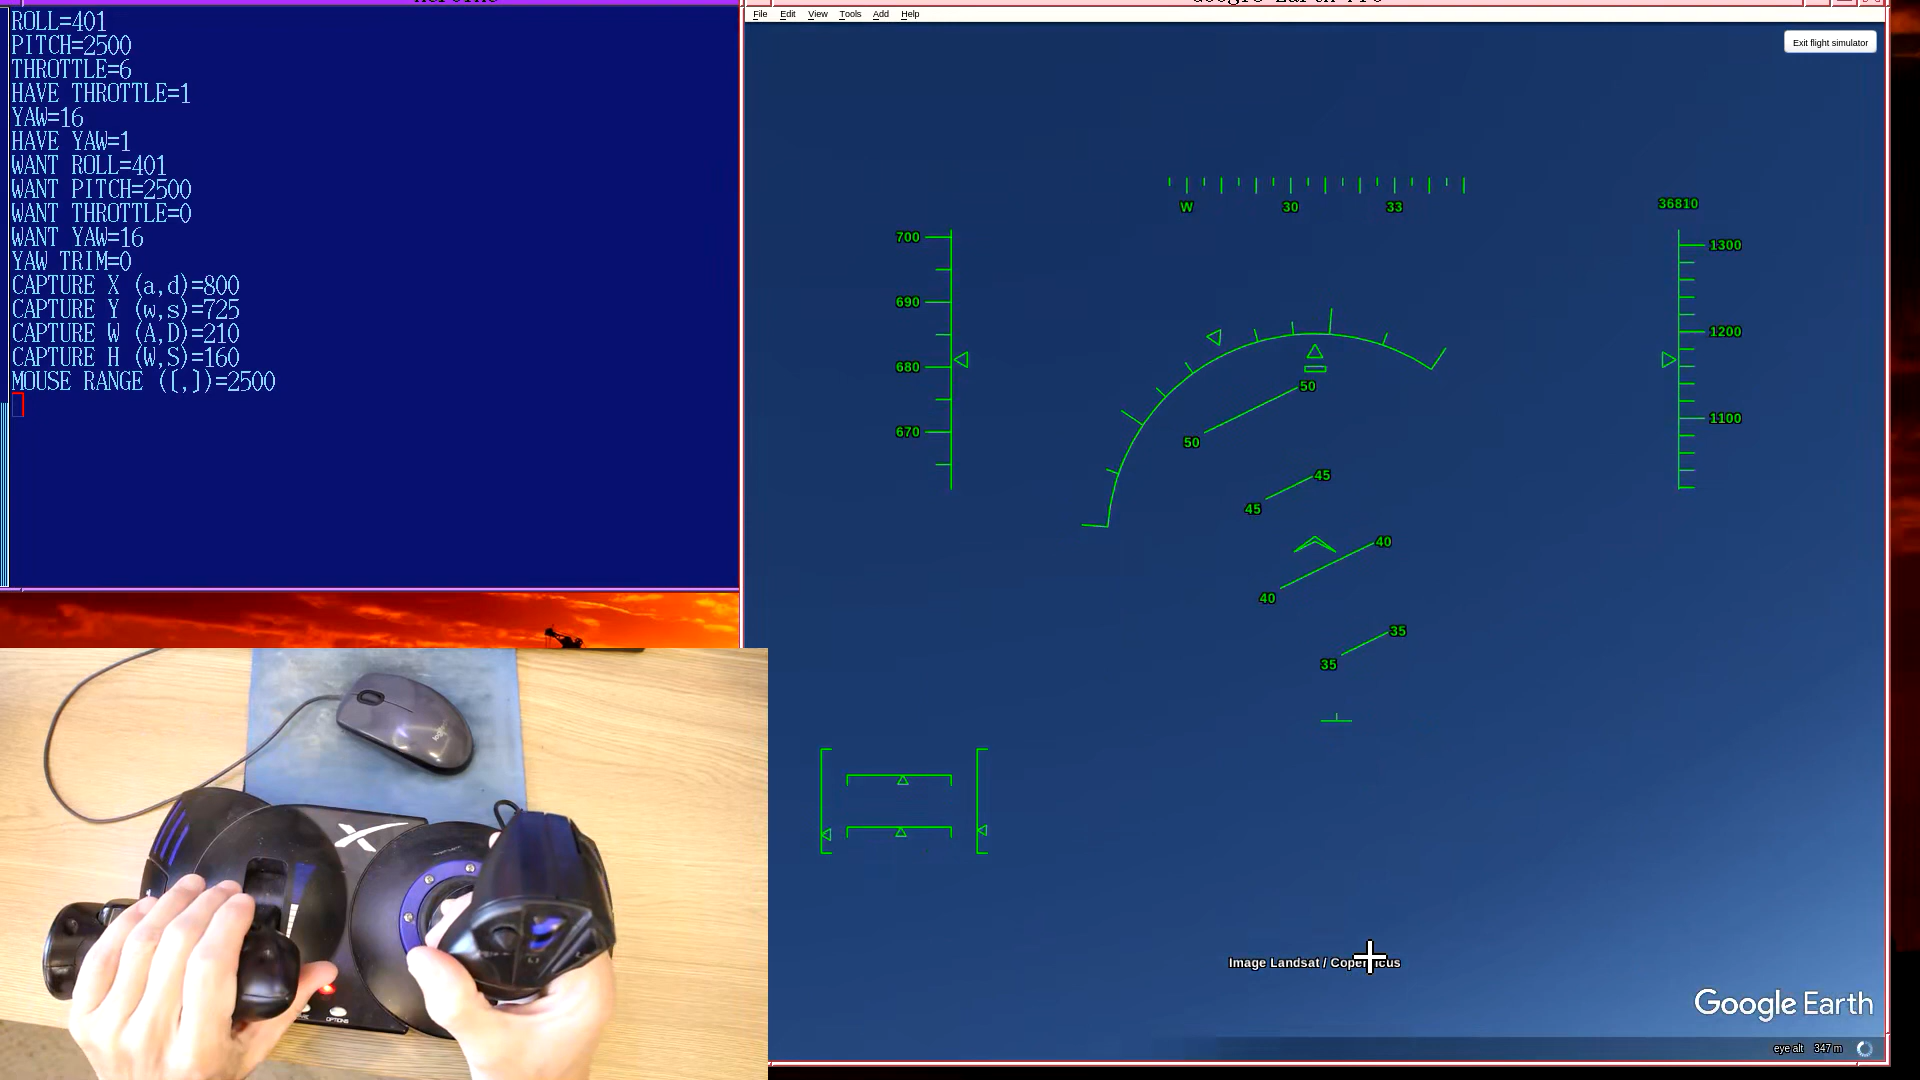 ROLL=401
PITCH=2500
THROTTLE=6
HAVE THROTTLE=1
YAW=16
HAVE YAW=1
WANT ROLL=401
WANT PITCH=2500
WANT THROTTLE=0
WANT YAW=16
YAW TRIM=0
CAPTURE X (a,d)=800
CAPTURE Y (w,s)=725
CAPTURE W (A,D)=210
CAPTURE H (W,S)=160
MOUSE RANGE ([,])=2500
File Edit View Tools Add Help
Exit flight simulator
W 30 33
36810
700
690
680
670
1300
1200
1100
50
50
45
45
40
40
35
35
Image Landsat / Copernicus
Google Earth
eye alt 347 m
OPTIONS